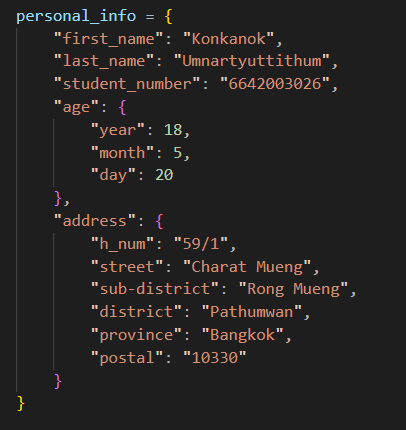 personal_info = {
    "first_name": "Konkanok",
    "last_name": "Umnartyuttithum",
    "student_number": "6642003026",
    "age": {
        "year": 18,
        "month": 5,
        "day": 20
    },
    "address": {
        "h_num": "59/1",
        "street": "Charat Mueng",
        "sub-district": "Rong Mueng",
        "district": "Pathumwan",
        "province": "Bangkok",
        "postal": "10330"
    }
}